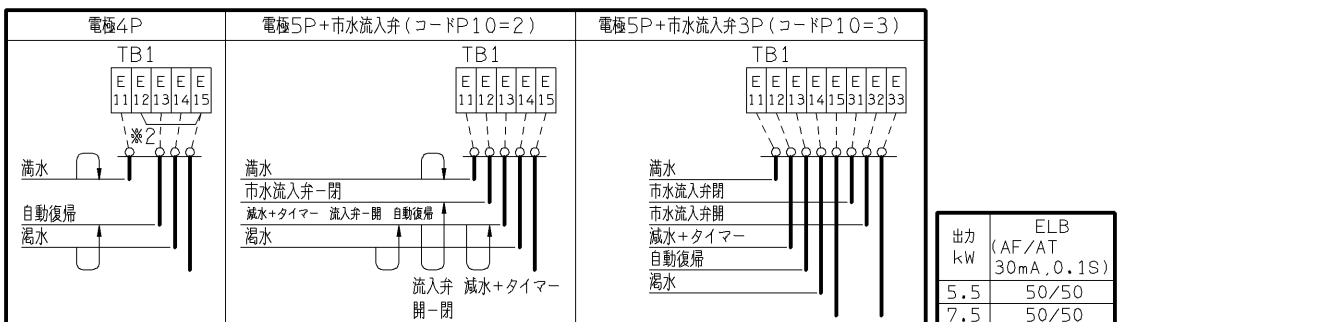 電極4P
TB1
E E E E E
11 12 13 14 15
※2
満水
自動復帰
渇水
電極5P+市水流入弁(コードP10=2)
TB1
E E E E E
11 12 13 14 15
満水
市水流入弁−閉
減水+タイマー 流入弁−開 自動復帰
渇水
流入弁 減水+タイマー
開−閉
電極5P+市水流入弁3P(コードP10=3)
TB1
E E E E E E E E
11 12 13 14 15 31 32 33
満水
市水流入弁閉
市水流入弁開
減水+タイマー
自動復帰
渇水
出力 ELB
kW (AF/AT
30mA,0.1S)
5.5 50/50
7.5 50/50